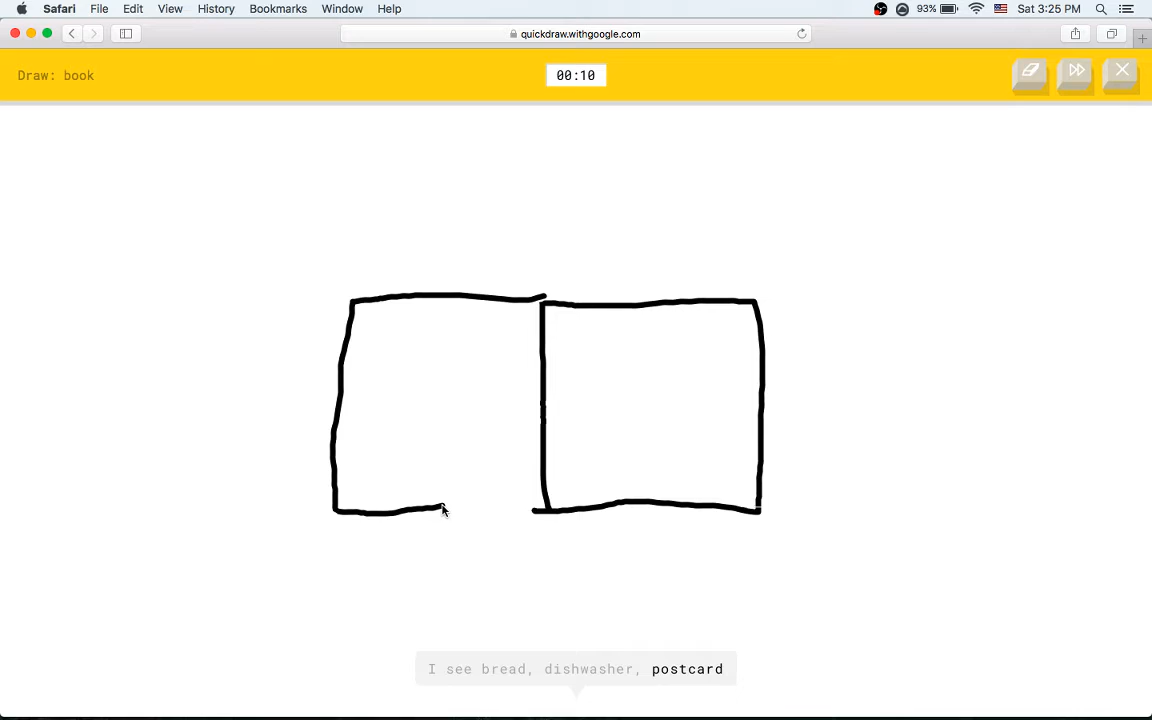 Safari File Edit View History Bookmarks Window Help 93% Sat 3:25 PM
quickdraw.withgoogle.com
Draw: book 00:10
I see bread, dishwasher, postcard